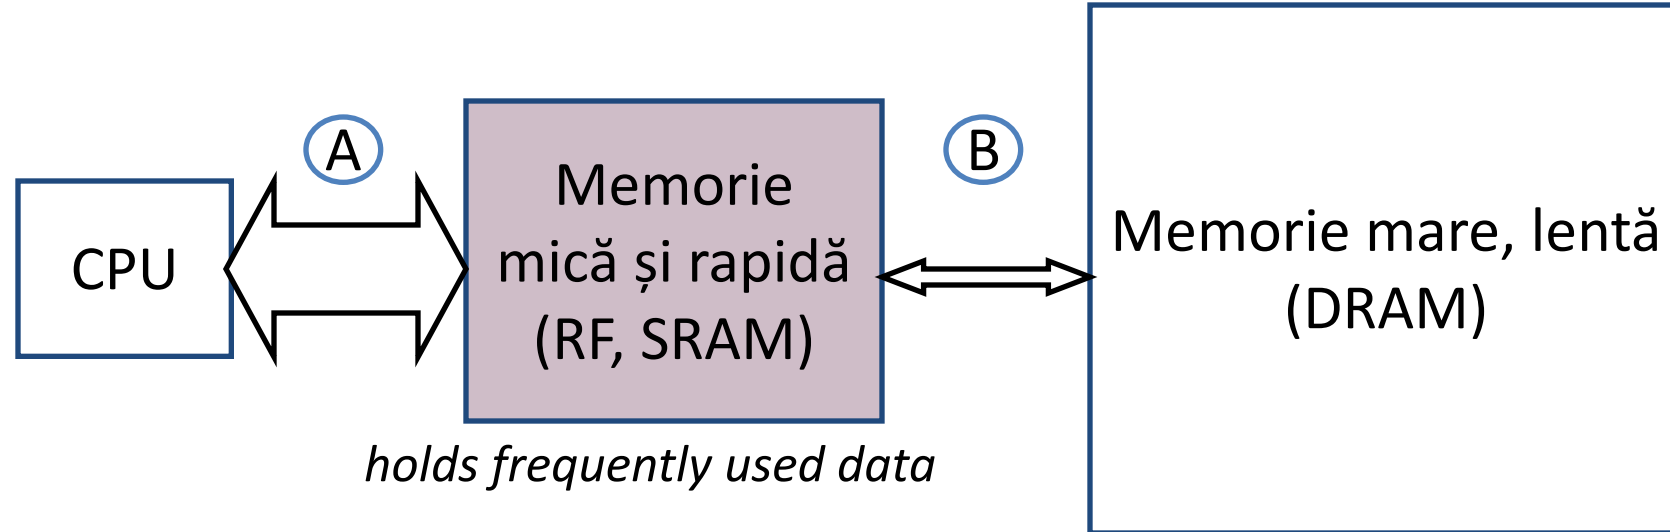 CPU
A
Memorie
mică și rapidă
(RF, SRAM)
holds frequently used data
B
Memorie mare, lentă
(DRAM)